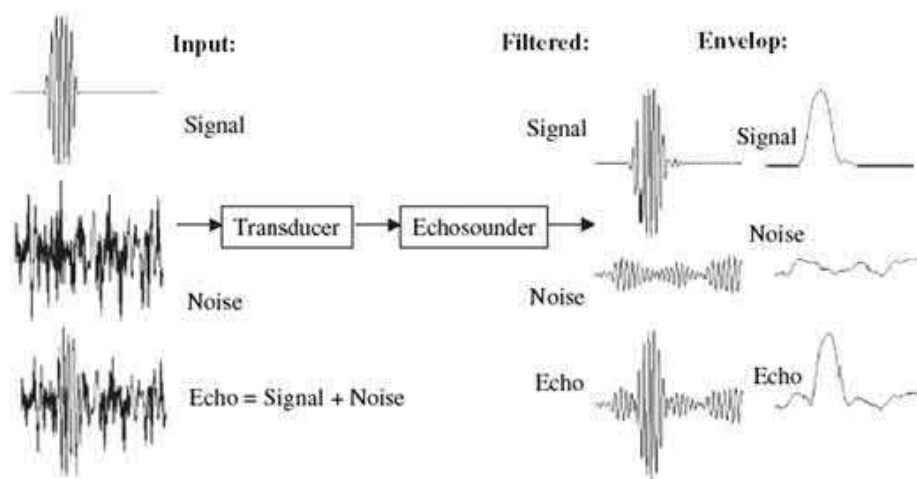 Input:
Filtered:
Envelop:
Signal
Signal
Signal
Transducer
Echosounder
Noise
Noise
Noise
Echo = Signal + Noise
Echo
Echo